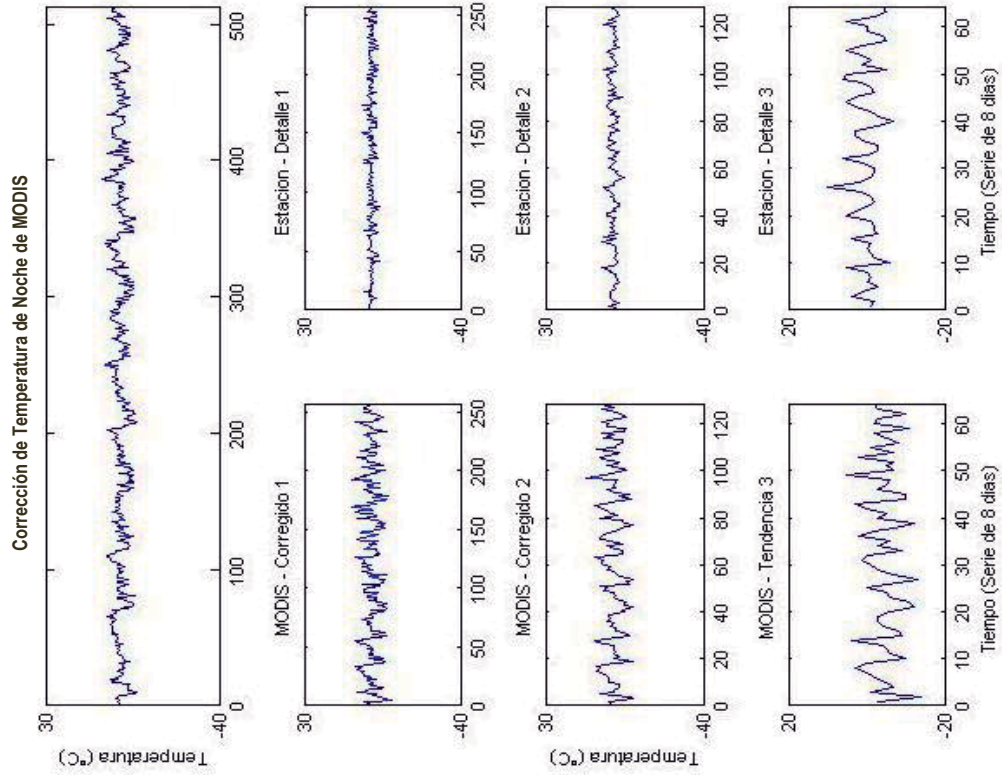 Corrección de Temperatura de Noche de MODIS
30
-40
0 100 200 300 400 500
Temperatura (°C)
MODIS - Corregido 1
30
-40
0 50 100 150 200 250
Estacion - Detalle 1
30
-40
0 50 100 150 200 250
Temperatura (°C)
MODIS - Corregido 2
30
-40
0 20 40 60 80 100 120
Estacion - Detalle 2
30
-40
0 20 40 60 80 100 120
MODIS - Tendencia 3
20
-20
0 10 20 30 40 50 60
Tiempo (Serie de 8 dias)
Estacion - Detalle 3
20
-20
0 10 20 30 40 50 60
Tiempo (Serie de 8 dias)